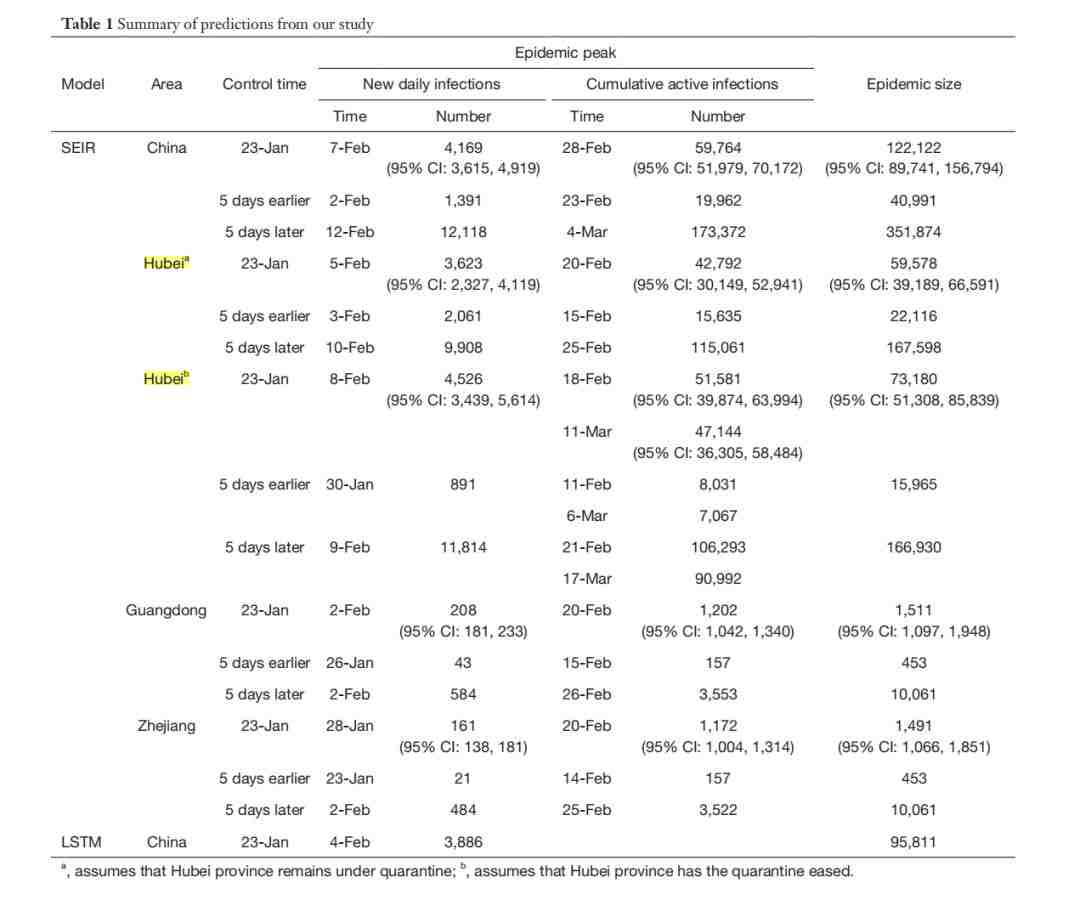 Table 1 Summary of predictions from our study
Epidemic peak
Model Area Control time New daily infections Cumulative active infections Epidemic size
Time Number Time Number
SEIR China 23-Jan 7-Feb 4,169 28-Feb 59,764 122,122
(95% CI: 3,615, 4,919) (95% CI: 51,979, 70,172) (95% CI: 89,741, 156,794)
5 days earlier 2-Feb 1,391 23-Feb 19,962 40,991
5 days later 12-Feb 12,118 4-Mar 173,372 351,874
Hubeiᵃ 23-Jan 5-Feb 3,623 20-Feb 42,792 59,578
(95% CI: 2,327, 4,119) (95% CI: 30,149, 52,941) (95% CI: 39,189, 66,591)
5 days earlier 3-Feb 2,061 15-Feb 15,635 22,116
5 days later 10-Feb 9,908 25-Feb 115,061 167,598
Hubeiᵇ 23-Jan 8-Feb 4,526 18-Feb 51,581 73,180
(95% CI: 3,439, 5,614) (95% CI: 39,874, 63,994) (95% CI: 51,308, 85,839)
11-Mar 47,144
(95% CI: 36,305, 58,484)
5 days earlier 30-Jan 891 11-Feb 8,031 15,965
6-Mar 7,067
5 days later 9-Feb 11,814 21-Feb 106,293 166,930
17-Mar 90,992
Guangdong 23-Jan 2-Feb 208 20-Feb 1,202 1,511
(95% CI: 181, 233) (95% CI: 1,042, 1,340) (95% CI: 1,097, 1,948)
5 days earlier 26-Jan 43 15-Feb 157 453
5 days later 2-Feb 584 26-Feb 3,553 10,061
Zhejiang 23-Jan 28-Jan 161 20-Feb 1,172 1,491
(95% CI: 138, 181) (95% CI: 1,004, 1,314) (95% CI: 1,066, 1,851)
5 days earlier 23-Jan 21 14-Feb 157 453
5 days later 2-Feb 484 25-Feb 3,522 10,061
LSTM China 23-Jan 4-Feb 3,886 95,811
ᵃ, assumes that Hubei province remains under quarantine; ᵇ, assumes that Hubei province has the quarantine eased.